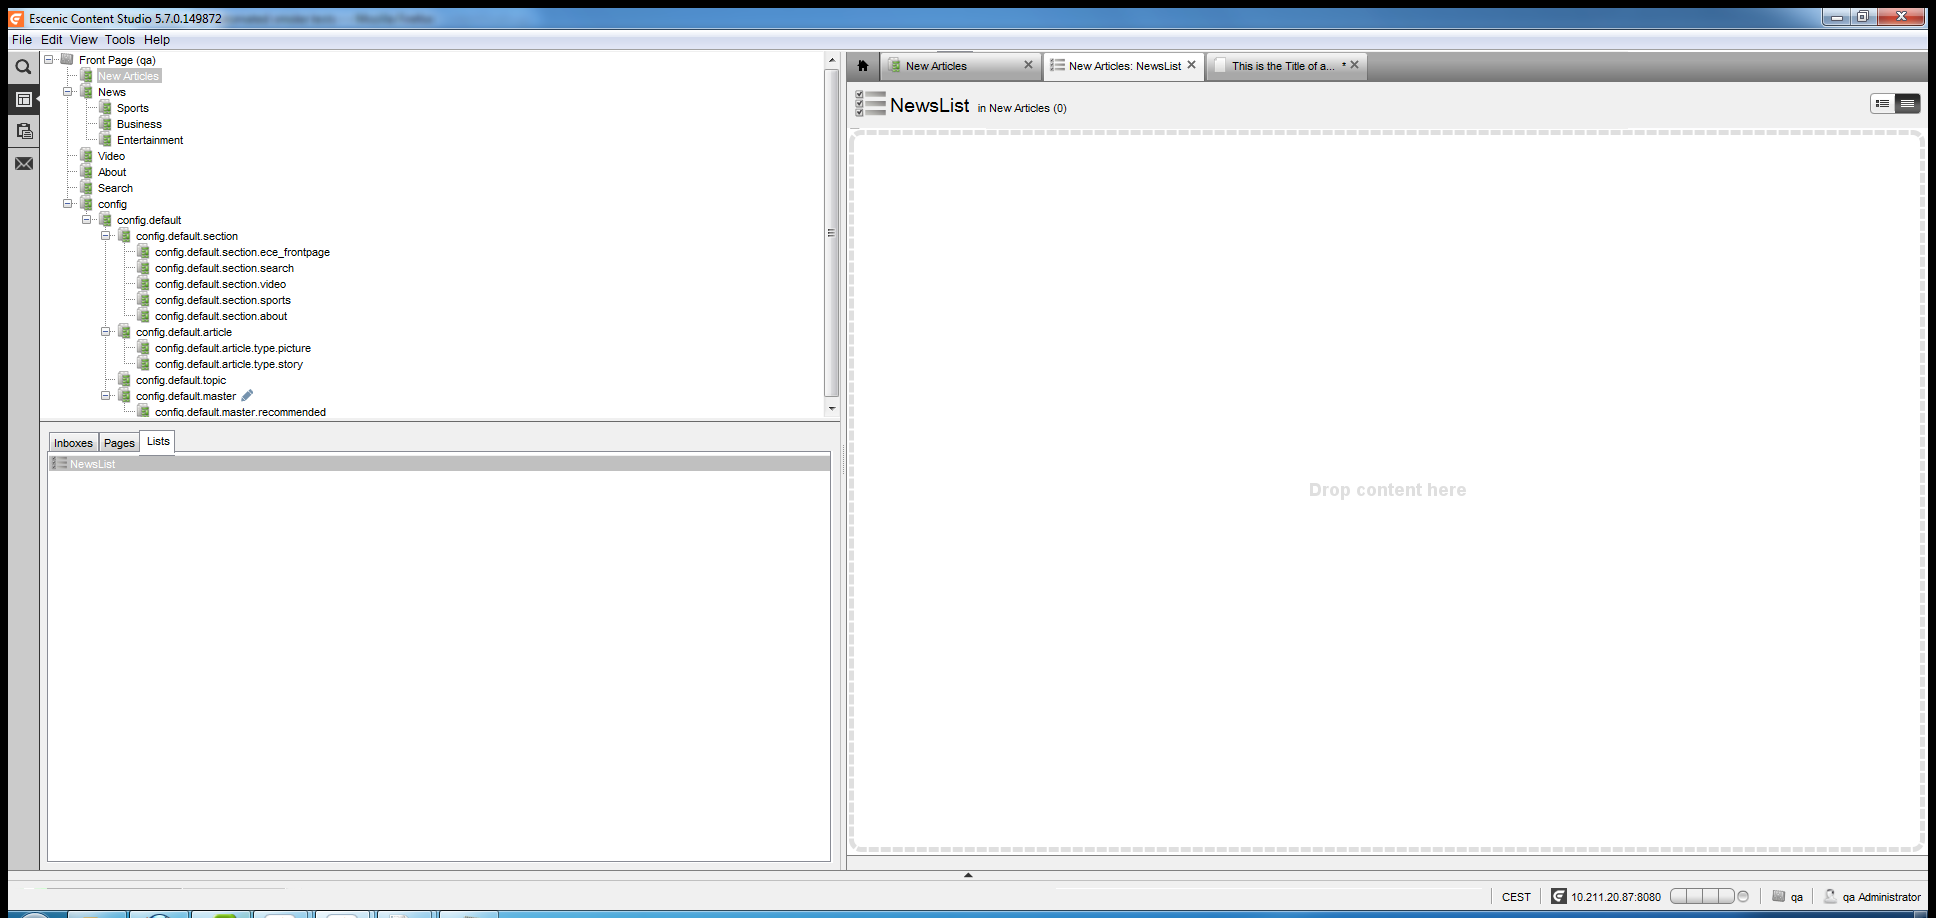 Escenic Content Studio 5.7.0.149872
File Edit View Tools Help
Front Page (qa)
New Articles
News
Sports
Business
Entertainment
Video
About
Search
config
config.default
config.default.section
config.default.section.ece_frontpage
config.default.section.search
config.default.section.video
config.default.section.sports
config.default.section.about
config.default.article
config.default.article.type.picture
config.default.article.type.story
config.default.topic
config.default.master
config.default.master.recommended
Inboxes Pages Lists
NewsList
New Articles
New Articles: NewsList
This is the Title of a... *
NewsList in New Articles (0)
Drop content here
CEST 10.211.20.87:8080 qa qa Administrator